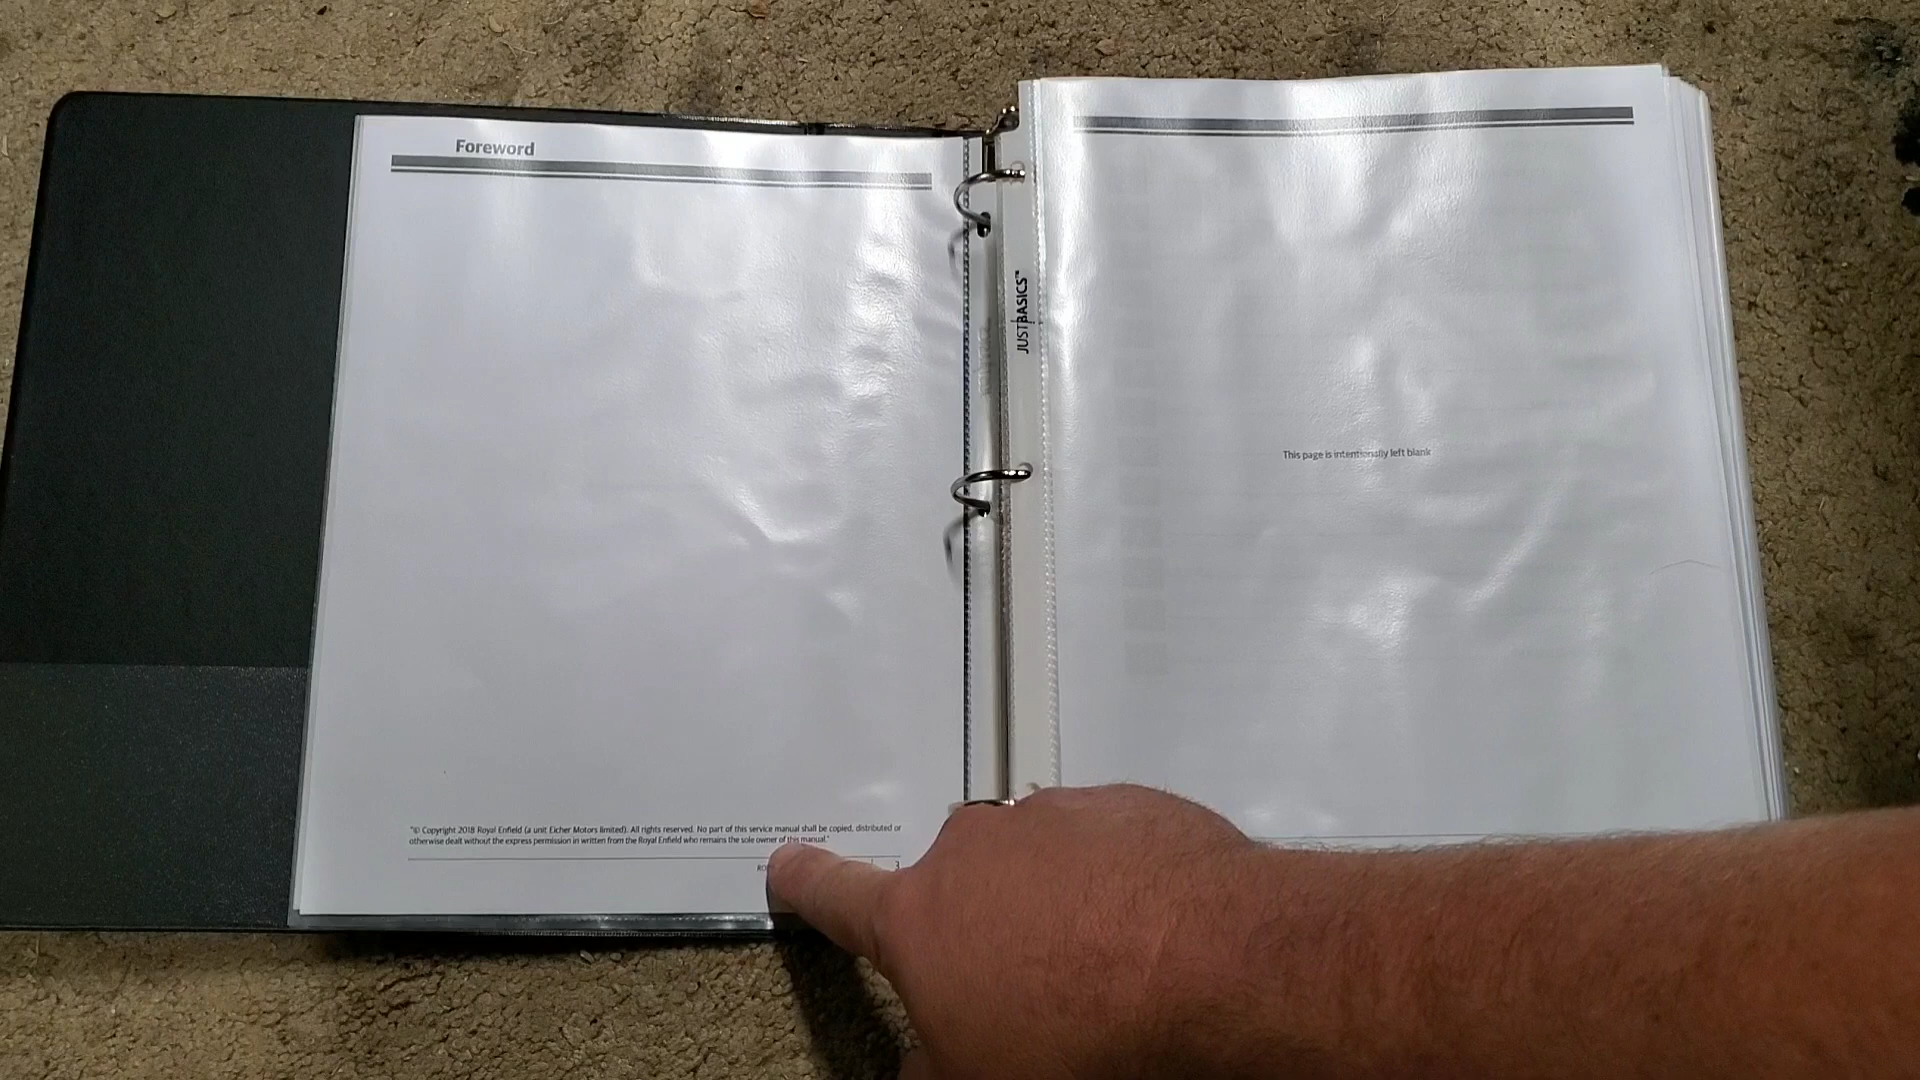 Foreword
"© Copyright 2018 Royal Enfield (a unit Eicher Motors limited). All rights reserved. No part of this service manual shall be copied, distributed or
otherwise dealt without the express permission in written from the Royal Enfield who remains the sole owner of this manual."
3
JUSTBASICS™
This page is intentionally left blank